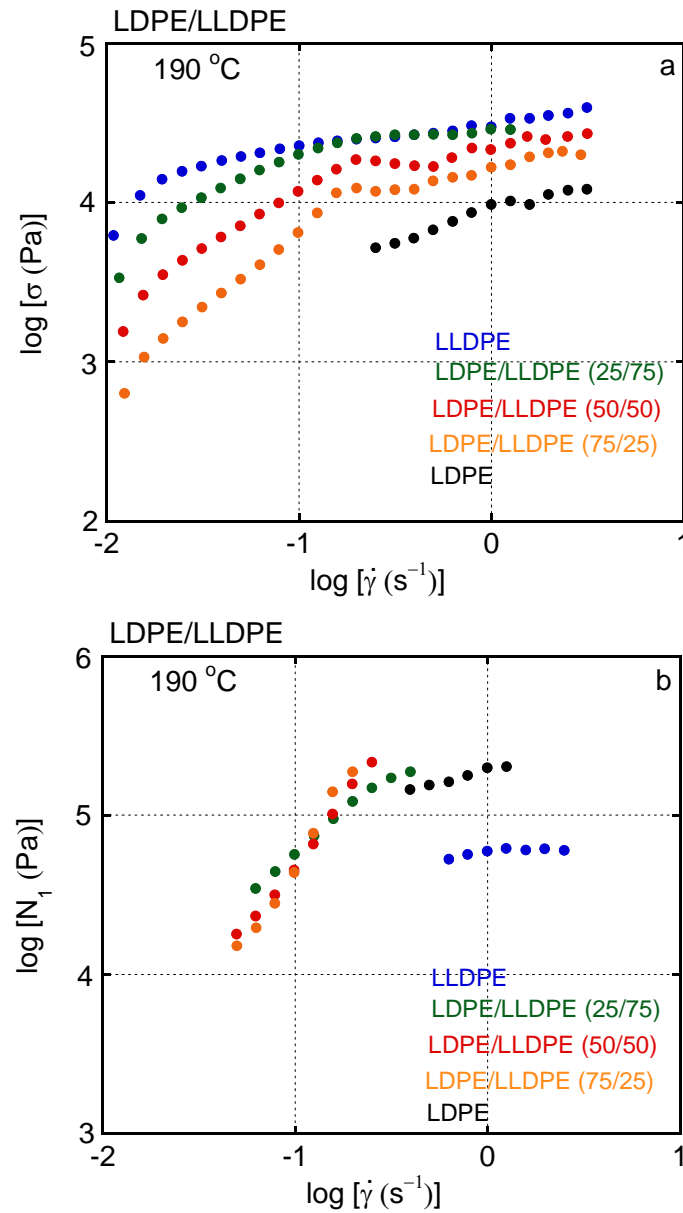 LDPE/LLDPE
5
190 °C
a
4
log [σ (Pa)]
3
LLDPE
LDPE/LLDPE (25/75)
LDPE/LLDPE (50/50)
LDPE/LLDPE (75/25)
LDPE
2
-2
-1
0
1
log [γ̇ (s⁻¹)]
LDPE/LLDPE
6
190 °C
b
5
log [N₁ (Pa)]
4
LLDPE
LDPE/LLDPE (25/75)
LDPE/LLDPE (50/50)
LDPE/LLDPE (75/25)
LDPE
3
-2
-1
0
1
log [γ̇ (s⁻¹)]